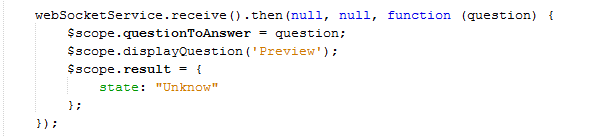 webSocketService.receive().then(null, null, function (question) {
    $scope.questionToAnswer = question;
    $scope.displayQuestion('Preview');
    $scope.result = {
        state: "Unknow"
    };
});